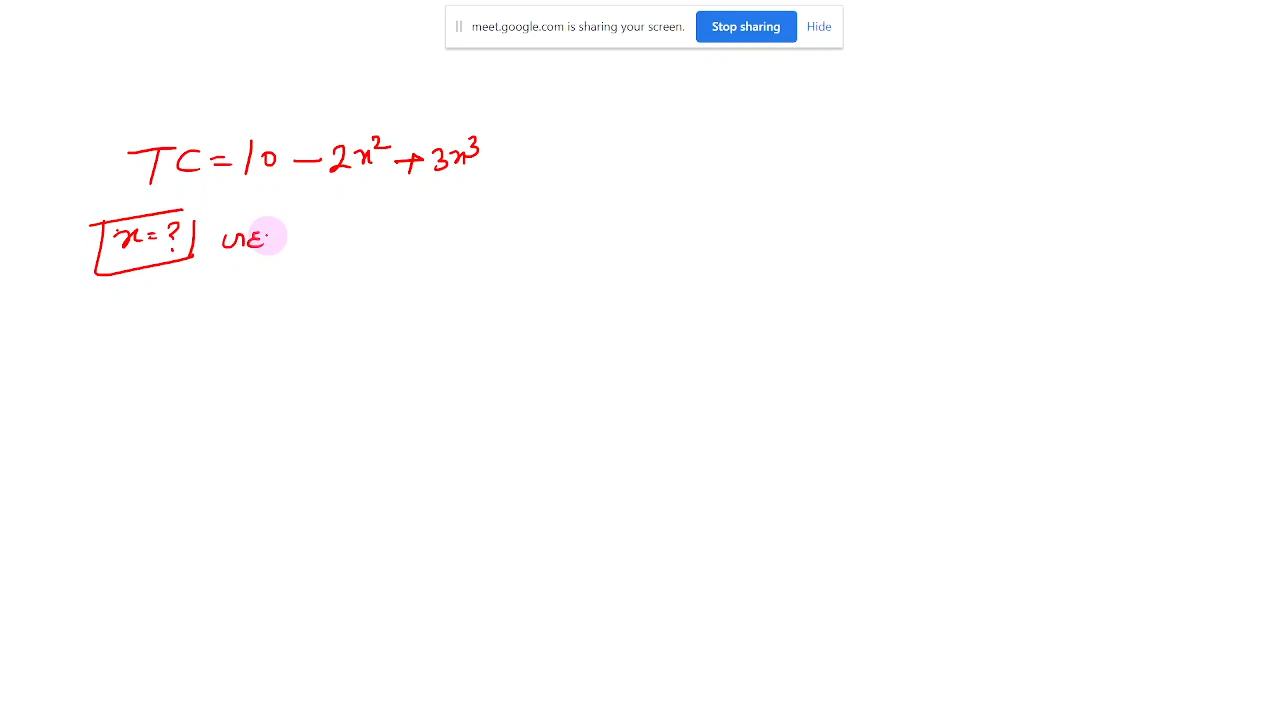 meet.google.com is sharing your screen. Stop sharing Hide
TC = 10 - 2x² + 3x³
x = ?